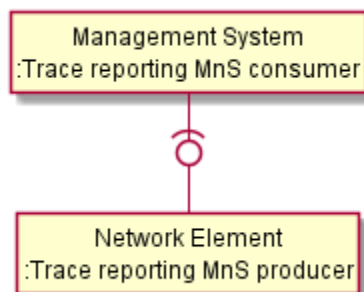 Management System
:Trace reporting MnS consumer
Network Element
:Trace reporting MnS producer